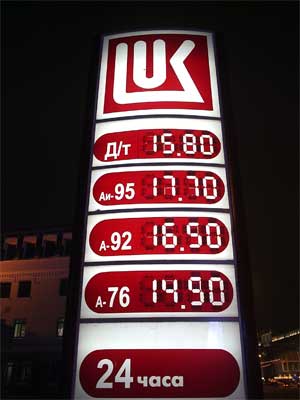 LUK
Д/т 15.80
Аи-95 17.70
А-92 16.90
А-76 14.50
24 часа